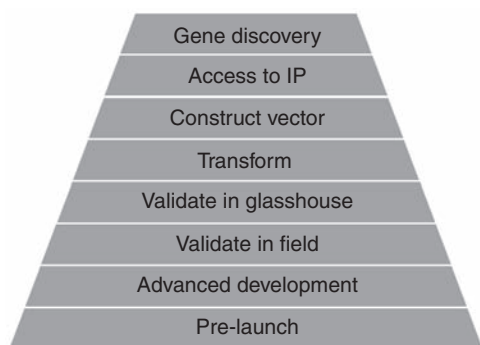 Gene discovery
Access to IP
Construct vector
Transform
Validate in glasshouse
Validate in field
Advanced development
Pre-launch